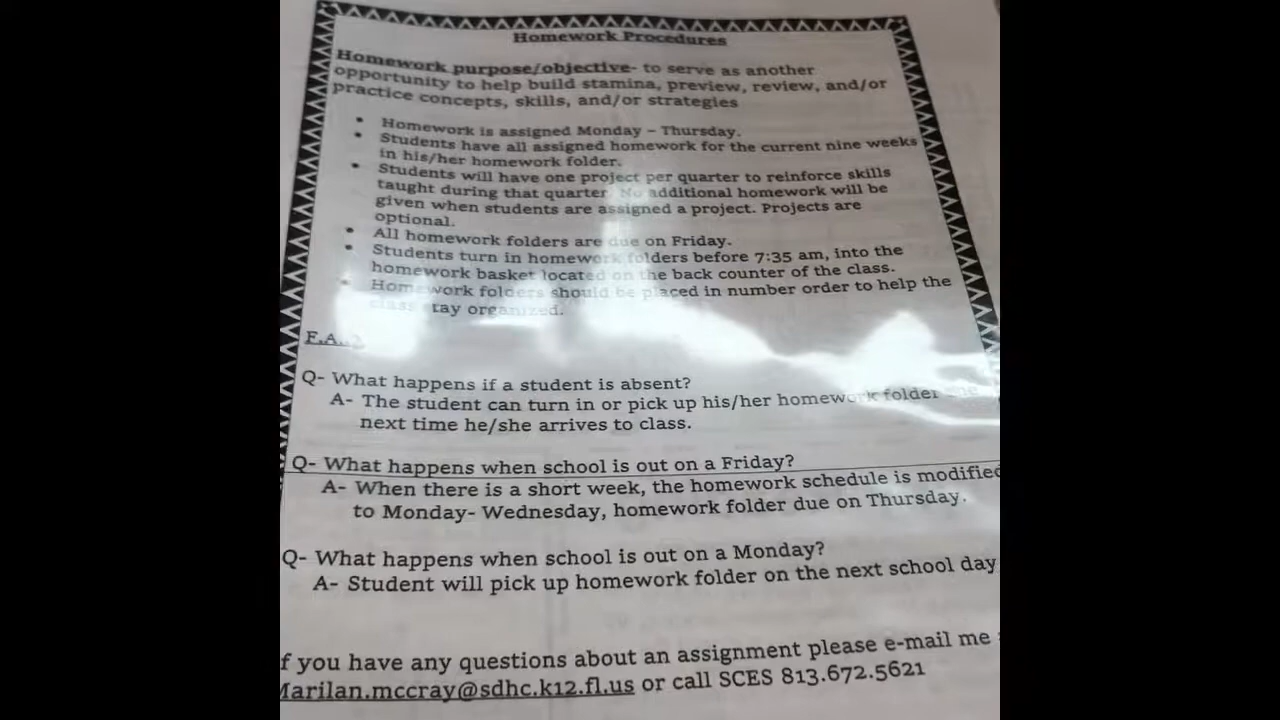 Homework Procedures
Homework purpose/objective- to serve as another
opportunity to help build stamina, preview, review, and/or
practice concepts, skills, and/or strategies
• Homework is assigned Monday – Thursday.
• Students have all assigned homework for the current nine weeks
in his/her homework folder.
• Students will have one project per quarter to reinforce skills
taught during that quarter. No additional homework will be
given when students are assigned a project. Projects are
optional.
• All homework folders are due on Friday.
• Students turn in homework folders before 7:35 am, into the
homework basket located on the back counter of the class.
• Homework folders should be placed in number order to help the
class stay organized.
F.A.
Q- What happens if a student is absent?
A- The student can turn in or pick up his/her homework folder the
next time he/she arrives to class.
Q- What happens when school is out on a Friday?
A- When there is a short week, the homework schedule is modified
to Monday- Wednesday, homework folder due on Thursday.
Q- What happens when school is out on a Monday?
A- Student will pick up homework folder on the next school day
f you have any questions about an assignment please e-mail me
Marilan.mccray@sdhc.k12.fl.us or call SCES 813.672.5621